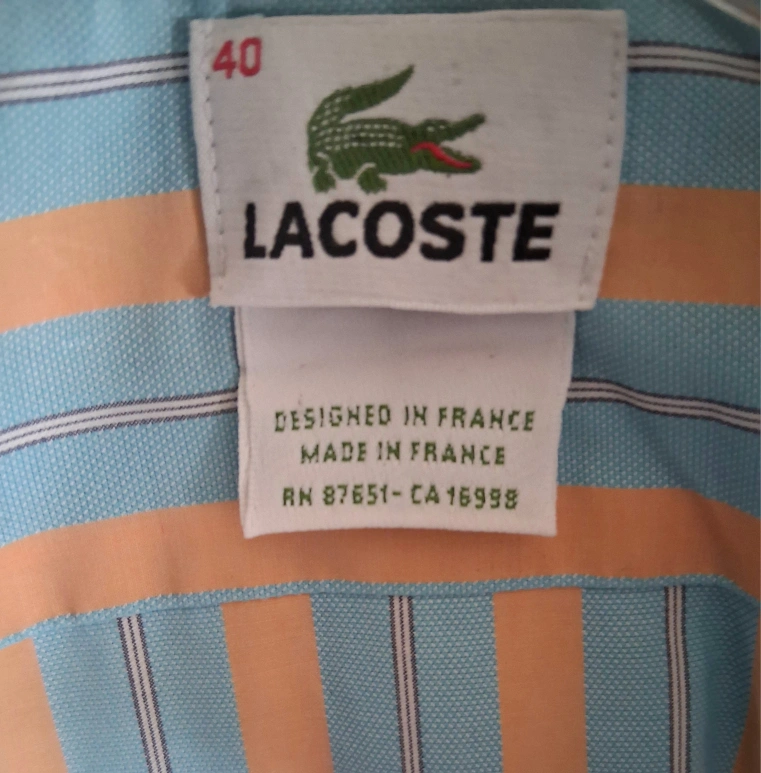 40
LACOSTE
DESIGNED IN FRANCE
MADE IN FRANCE
RN 87651- CA 16998